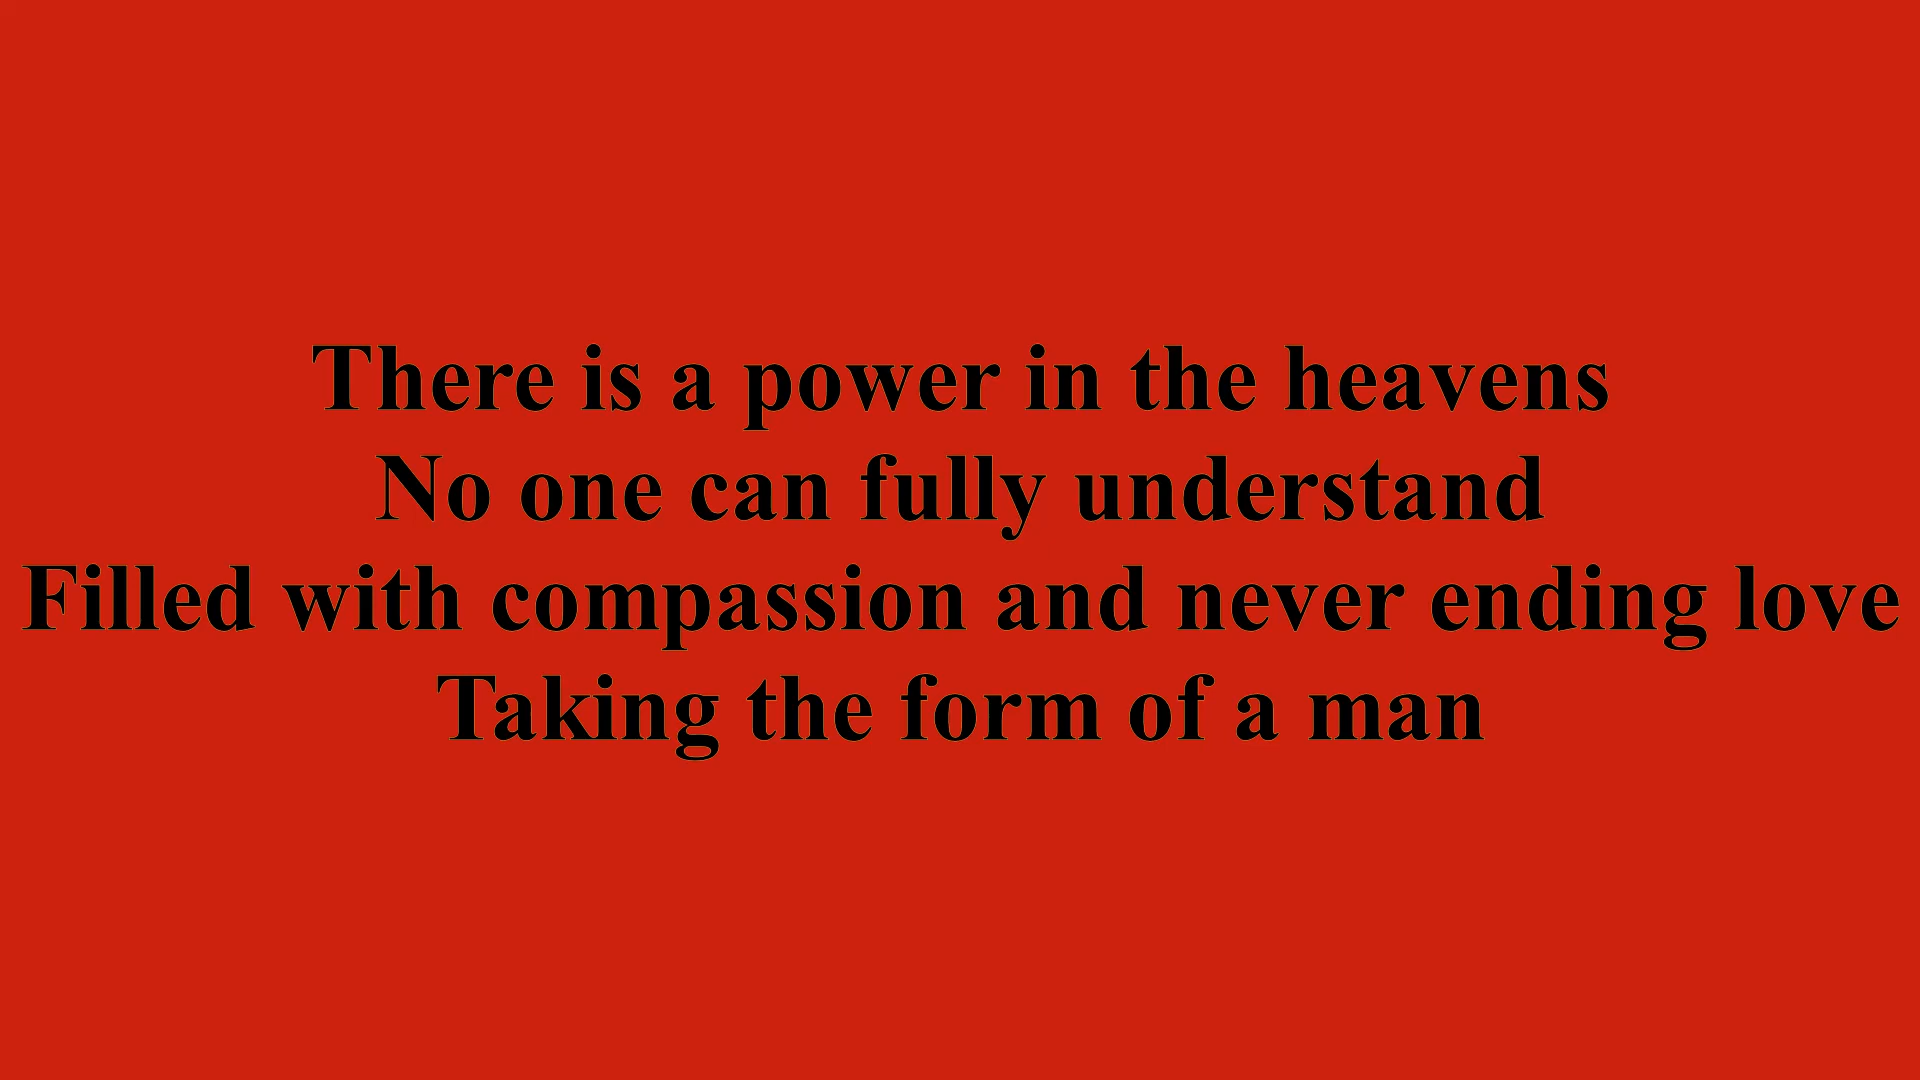 There is a power in the heavens
No one can fully understand
Filled with compassion and never ending love
Taking the form of a man